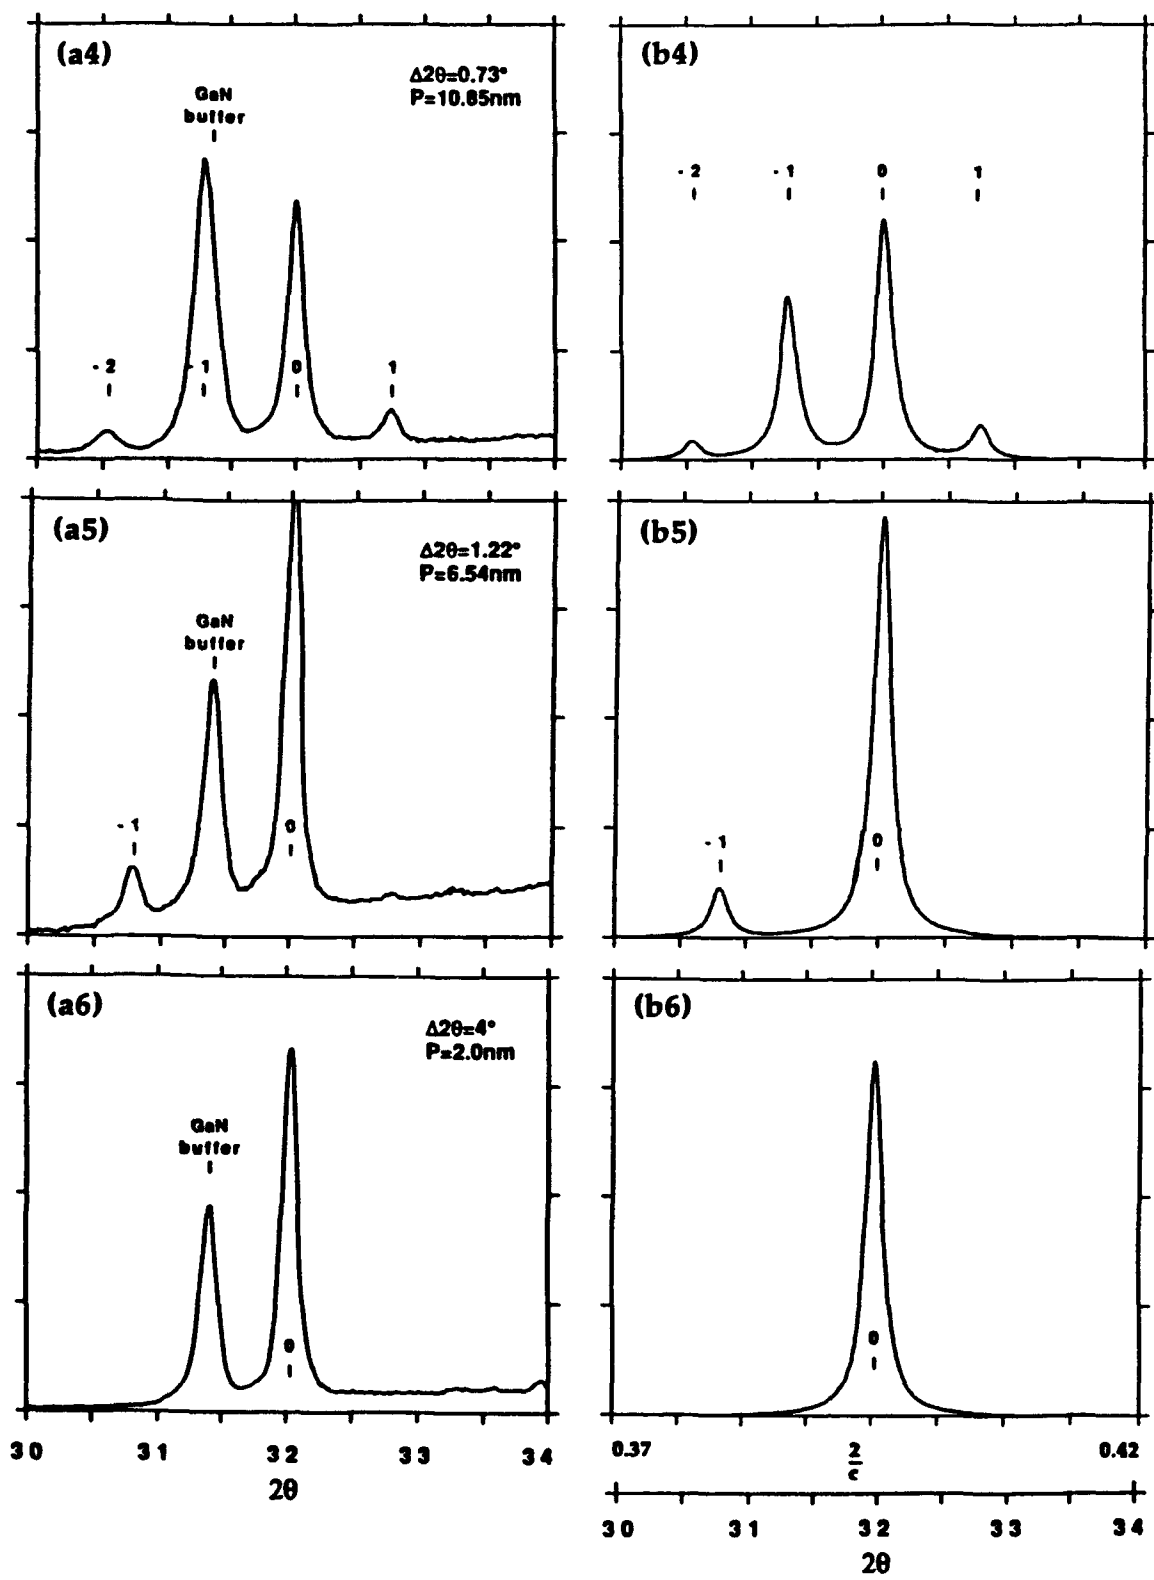 (a4)
Δ2θ=0.73°
P=10.85nm
GaN
buffer
-2
-1
0
1
(b4)
-2
-1
0
1
(a5)
Δ2θ=1.22°
P=6.54nm
GaN
buffer
-1
0
(b5)
-1
0
(a6)
Δ2θ=4°
P=2.0nm
GaN
buffer
0
(b6)
0
30 31 32 33 34
2θ
0.37 2/c 0.42
30 31 32 33 34
2θ